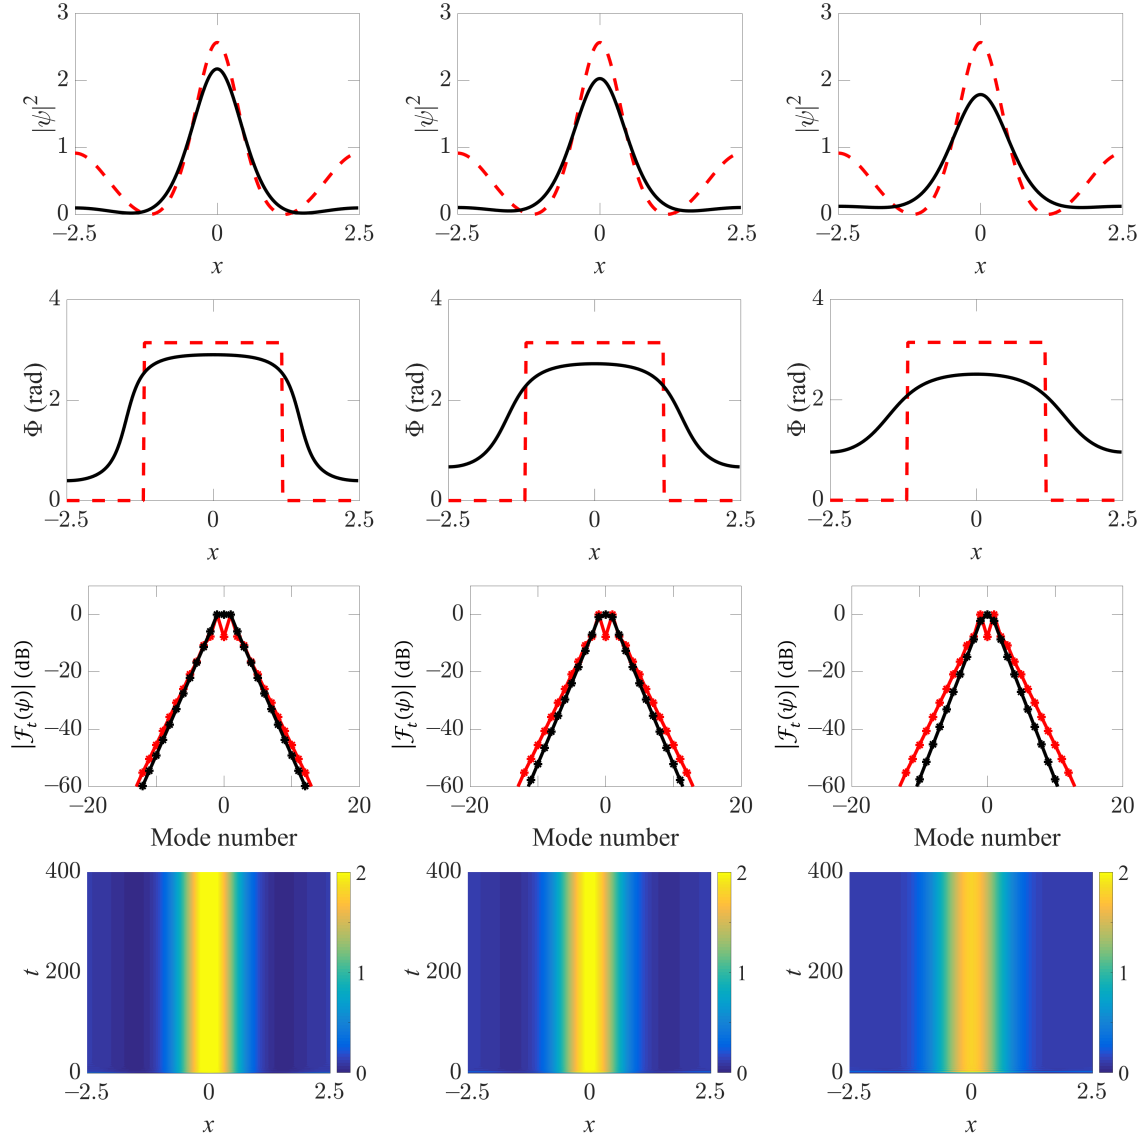 3 3 3
2 2 2
|ψ|² |ψ|² |ψ|²
1 1 1
0 0 0
−2.5 0 2.5 −2.5 0 2.5 −2.5 0 2.5
x x x
4 4 4
Φ (rad) Φ (rad) Φ (rad)
2 2 2
0 0 0
−2.5 0 2.5 −2.5 0 2.5 −2.5 0 2.5
x x x
0 0 0
−20 −20 −20
|ℱₜ(ψ)| (dB) |ℱₜ(ψ)| (dB) |ℱₜ(ψ)| (dB)
−40 −40 −40
−60 −60 −60
−20 0 20 −20 0 20 −20 0 20
Mode number Mode number Mode number
400 2 400 2 400 2
t 200 1 t 200 1 t 200 1
0 0 0 0 0 0
−2.5 0 2.5 −2.5 0 2.5 −2.5 0 2.5
x x x